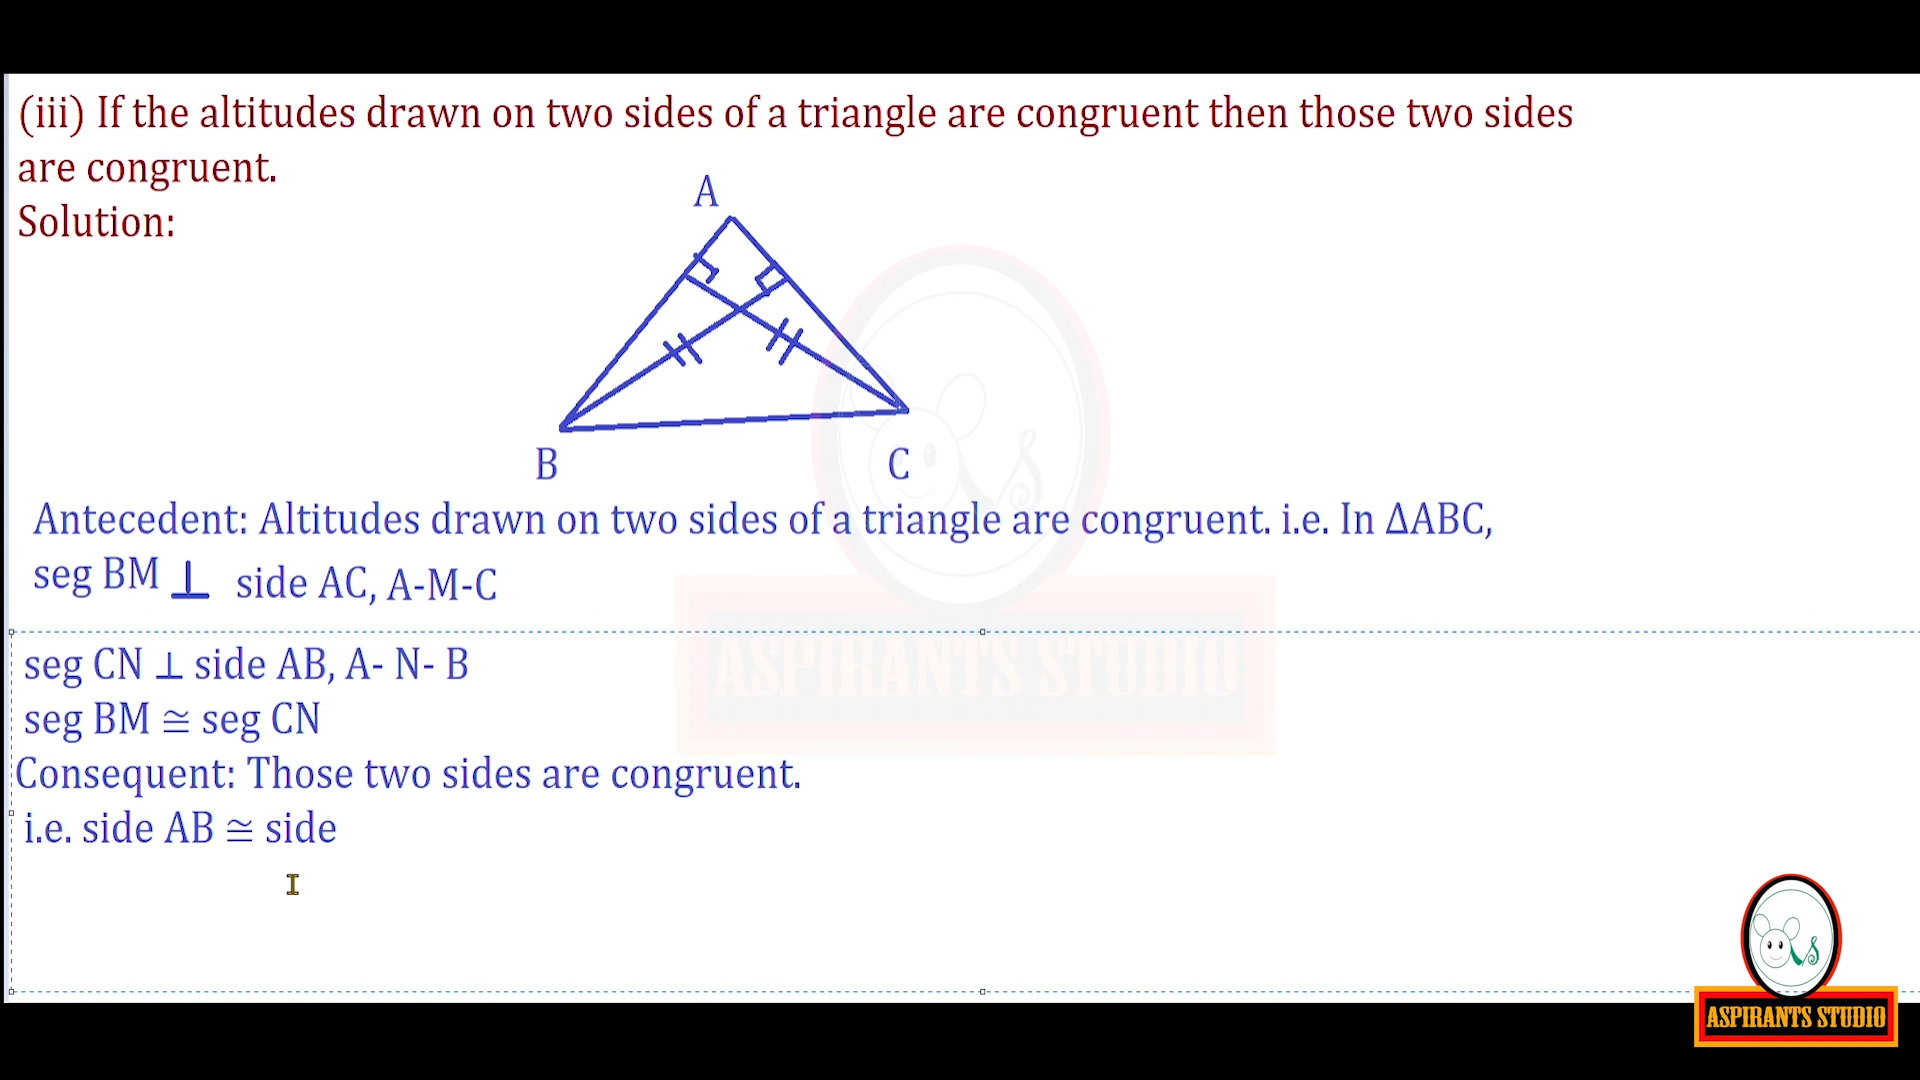 (iii) If the altitudes drawn on two sides of a triangle are congruent then those two sides
are congruent.
Solution:
A
B
C
Antecedent: Altitudes drawn on two sides of a triangle are congruent. i.e. In ΔABC,
seg BM ⊥ side AC, A-M-C
seg CN ⊥ side AB, A- N- B
seg BM ≅ seg CN
Consequent: Those two sides are congruent.
i.e. side AB ≅ side
ASPIRANTS STUDIO
ASPIRANTS STUDIO